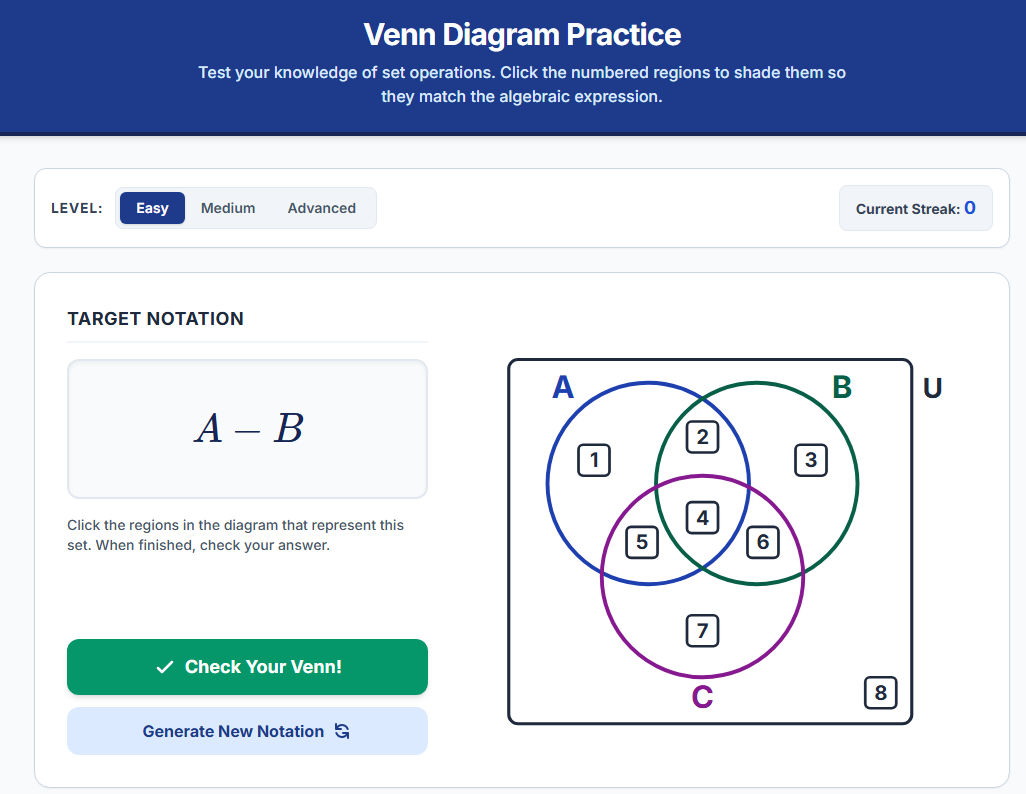 Venn Diagram Practice
Test your knowledge of set operations. Click the numbered regions to shade them so
they match the algebraic expression.
LEVEL: Easy Medium Advanced Current Streak: 0
TARGET NOTATION
A − B
Click the regions in the diagram that represent this
set. When finished, check your answer.
Check Your Venn!
Generate New Notation
A B U
2
1 3
4
5 6
7
8
C